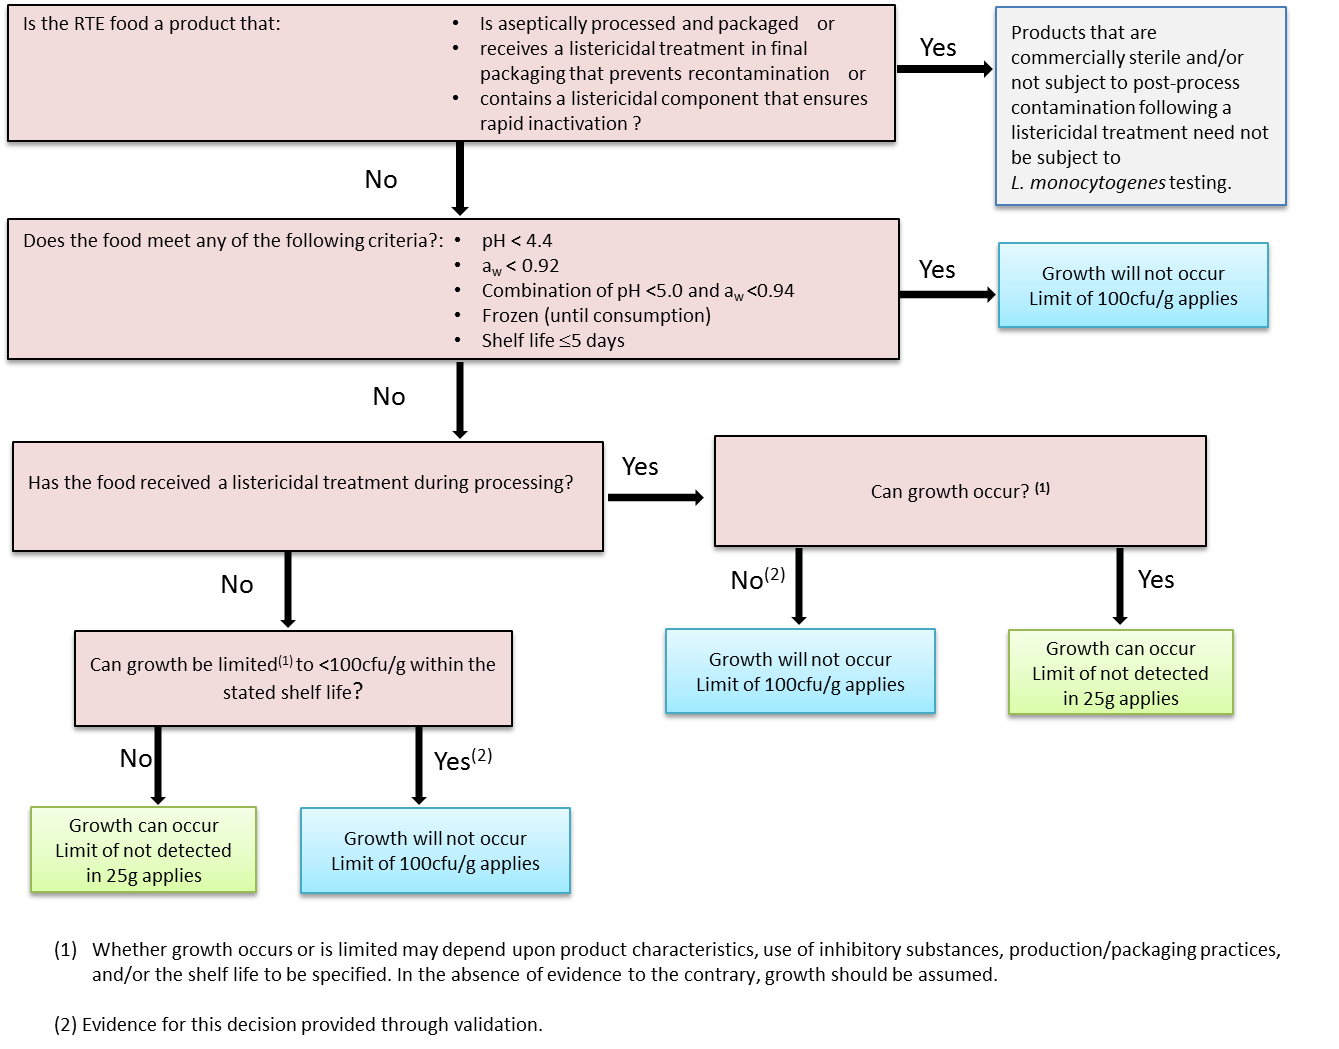 Is the RTE food a product that:
• Is aseptically processed and packaged or
• receives a listericidal treatment in final
packaging that prevents recontamination or
• contains a listericidal component that ensures
rapid inactivation ?
Yes
Products that are
commercially sterile and/or
not subject to post-process
contamination following a
listericidal treatment need not
be subject to
L. monocytogenes testing.
No
Does the food meet any of the following criteria?:
• pH < 4.4
• aw < 0.92
• Combination of pH <5.0 and aw <0.94
• Frozen (until consumption)
• Shelf life ≤5 days
Yes
Growth will not occur
Limit of 100cfu/g applies
No
Has the food received a listericidal treatment during processing?
Yes
Can growth occur? (1)
No
No(2)
Yes
Can growth be limited(1) to <100cfu/g within the
stated shelf life?
Growth will not occur
Limit of 100cfu/g applies
Growth can occur
Limit of not detected
in 25g applies
No
Yes(2)
Growth can occur
Limit of not detected
in 25g applies
Growth will not occur
Limit of 100cfu/g applies
(1) Whether growth occurs or is limited may depend upon product characteristics, use of inhibitory substances, production/packaging practices,
and/or the shelf life to be specified. In the absence of evidence to the contrary, growth should be assumed.
(2) Evidence for this decision provided through validation.